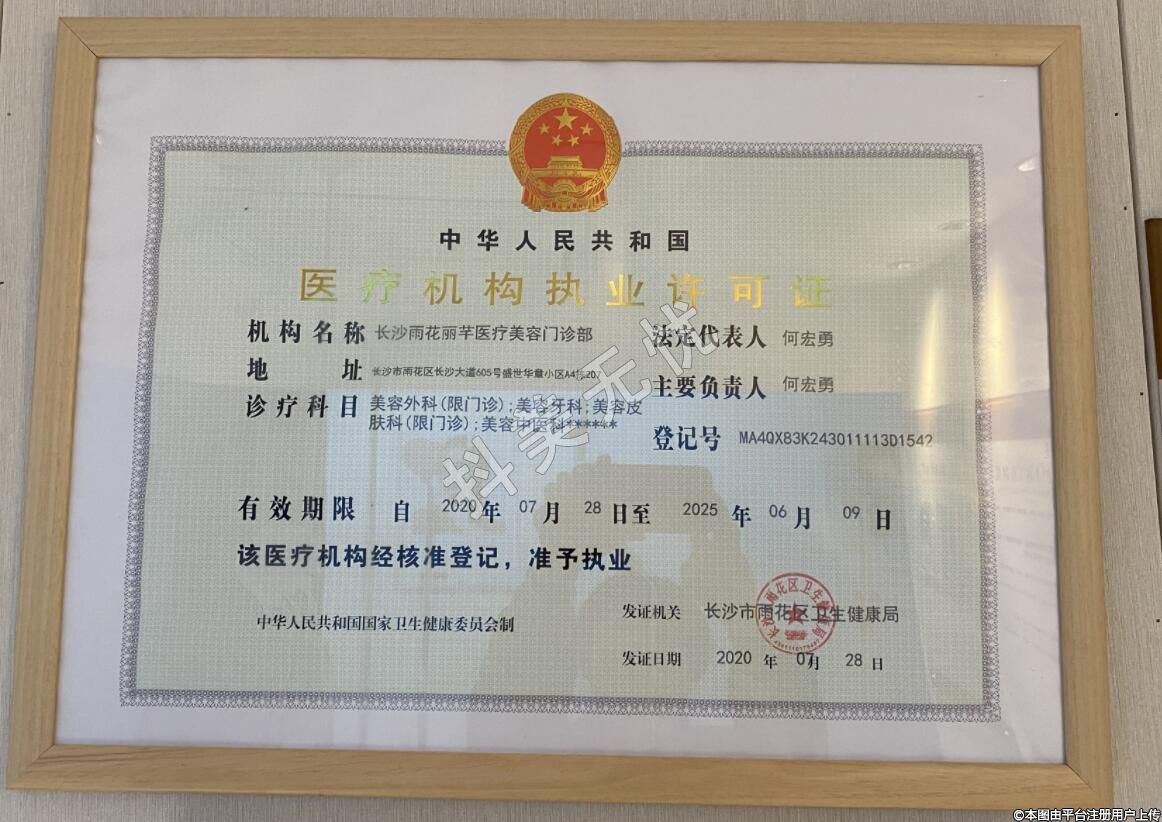 中华人民共和国
医疗机构执业许可证
机构名称 长沙雨花丽芊医疗美容门诊部
法定代表人 何宏勇
地址 长沙市雨花区长沙大道605号盛世华章小区A4栋207
主要负责人 何宏勇
诊疗科目 美容外科(限门诊);美容牙科;美容皮
肤科(限门诊);美容中医科******
登记号 MA4QX83K243011113D1542
有效期限 自 2020 年 07 月 28 日至 2025 年 06 月 09 日
该医疗机构经核准登记，准予执业
中华人民共和国国家卫生健康委员会制
发证机关 长沙市雨花区卫生健康局
发证日期 2020 年 07 月 28 日
抖美无忧
©本图由平台注册用户上传